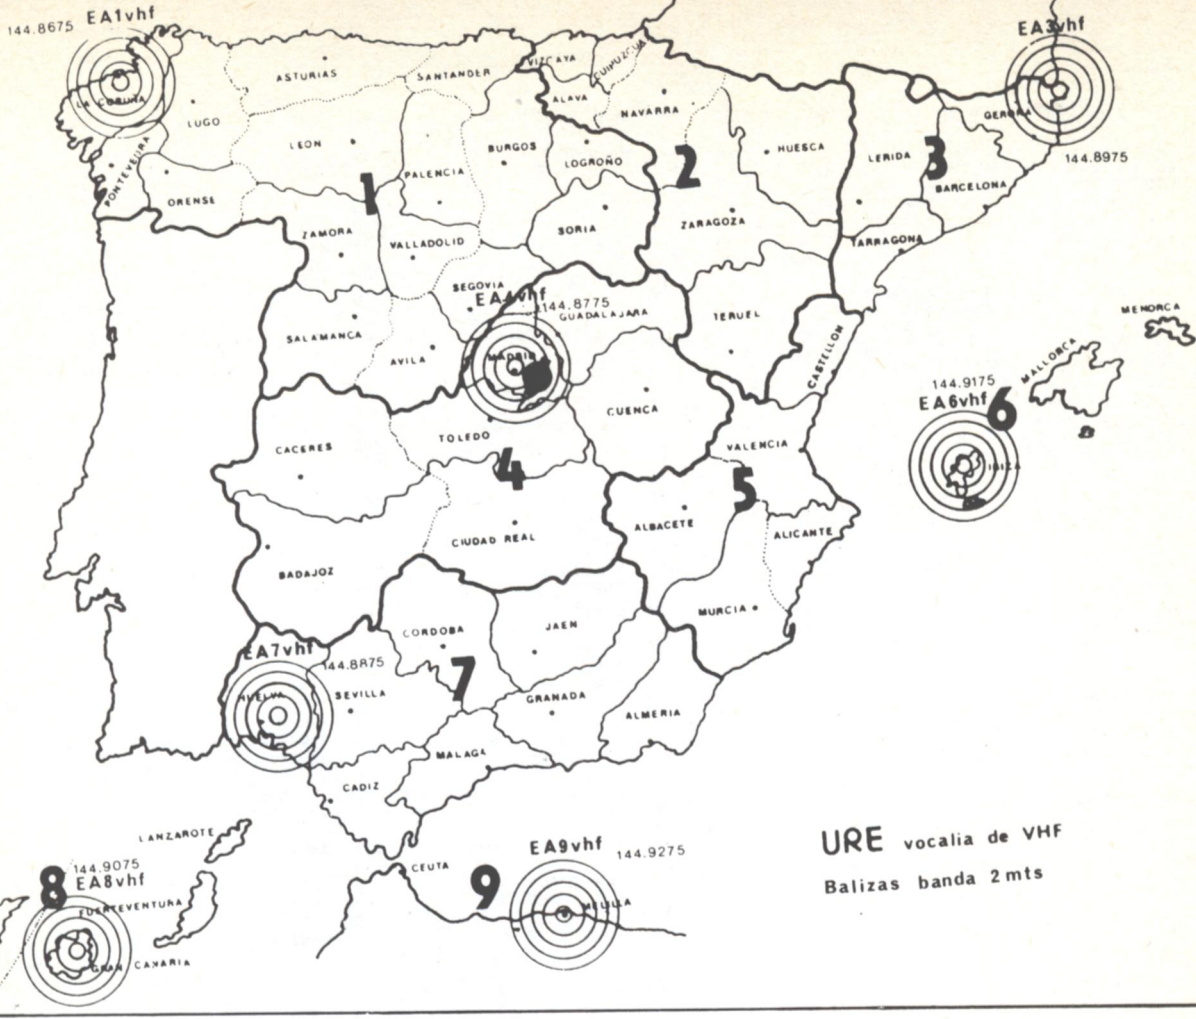 144.8675 EA1vhf
EA3vhf
144.8975
LA CORUÑA
LUGO
ASTURIAS
SANTANDER
VIZCAYA
GUIPUZCUA
ALAVA
NAVARRA
HUESCA
LERIDA
GERONA
3
BARCELONA
TARRAGONA
PONTEVEDRA
ORENSE
LEON
1
PALENCIA
BURGOS
LOGROÑO
2
ZAMORA
VALLADOLID
SORIA
ZARAGOZA
SEGOVIA
EA4vhf
144.8775
GUADALAJARA
TERUEL
SALAMANCA
AVILA
MADRID
CASTELLON
MENORCA
MALLORCA
144.9175
EA6vhf
6
IBIZA
CACERES
TOLEDO
4
CUENCA
VALENCIA
5
CIUDAD REAL
ALBACETE
ALICANTE
BADAJOZ
MURCIA
CORDOBA
JAEN
EA7vhf
144.8875
HUELVA
SEVILLA
7
GRANADA
ALMERIA
MALAGA
CADIZ
LANZAROTE
144.9075
8
EA8vhf
FUERTEVENTURA
GRAN CANARIA
CEUTA
9
EA9vhf
144.9275
MELILLA
URE vocalia de VHF
Balizas banda 2mts